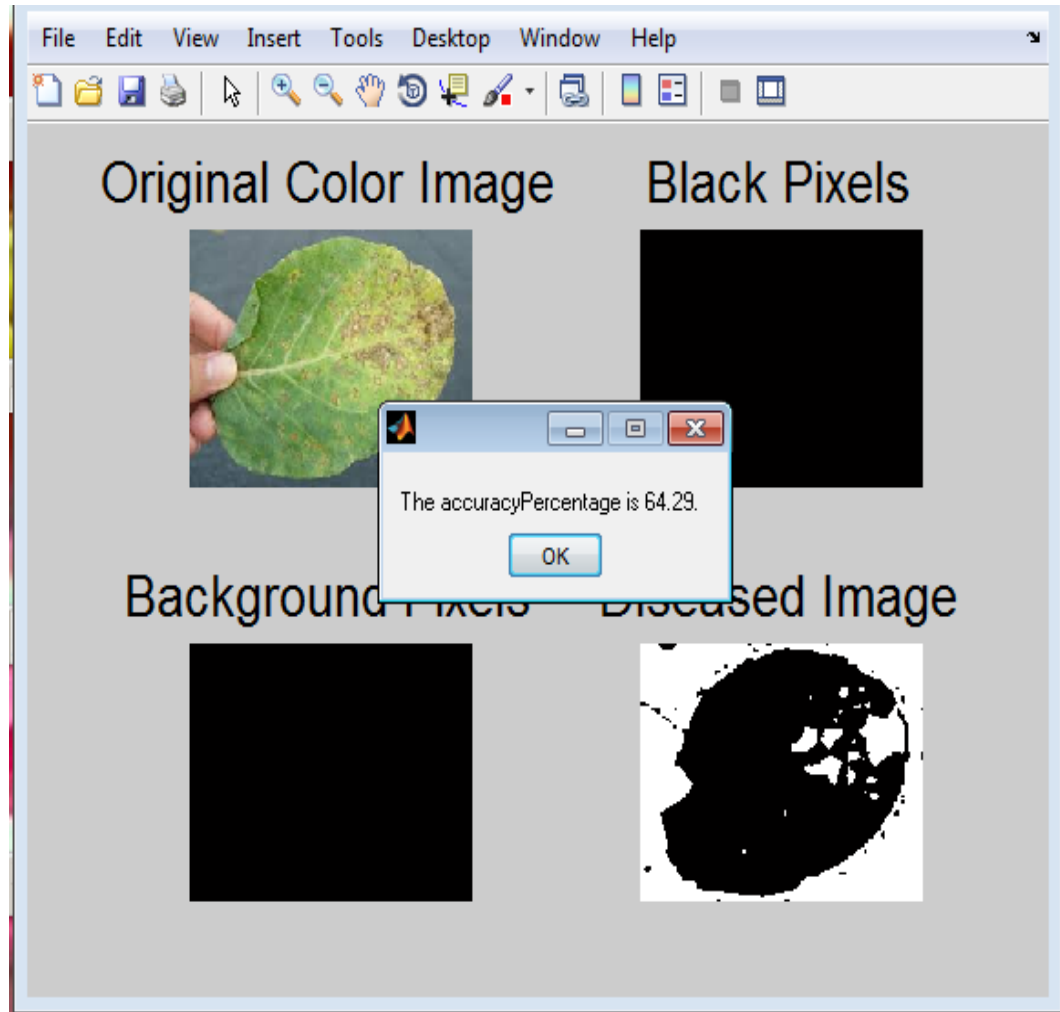 File Edit View Insert Tools Desktop Window Help
Original Color Image
Black Pixels
The accuracyPercentage is 64.29.
OK
Background Pixels
Diseased Image